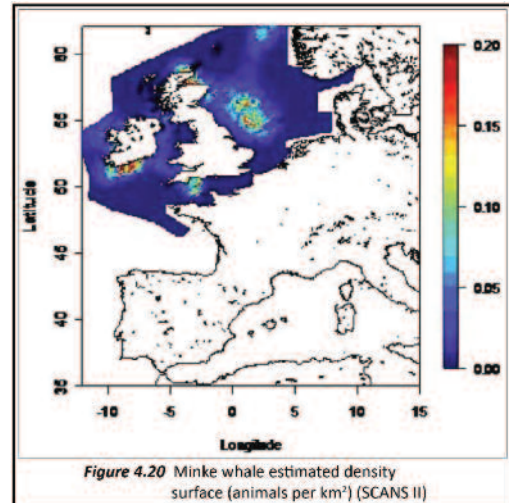 60
55
50
45
40
35
Latitude
-10 -5 0 5 10 15
Longitude
0.20
0.15
0.10
0.05
0.00
Figure 4.20 Minke whale estimated density
surface (animals per km²) (SCANS II)